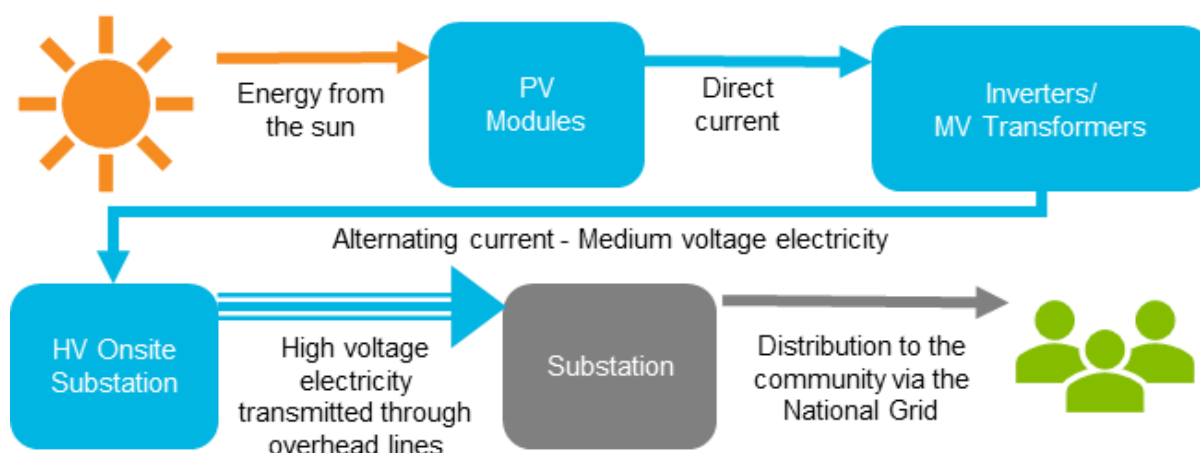 Energy from
the sun
PV
Modules
Direct
current
Inverters/
MV Transformers
Alternating current - Medium voltage electricity
HV Onsite
Substation
High voltage
electricity
transmitted through
overhead lines
Substation
Distribution to the
community via the
National Grid